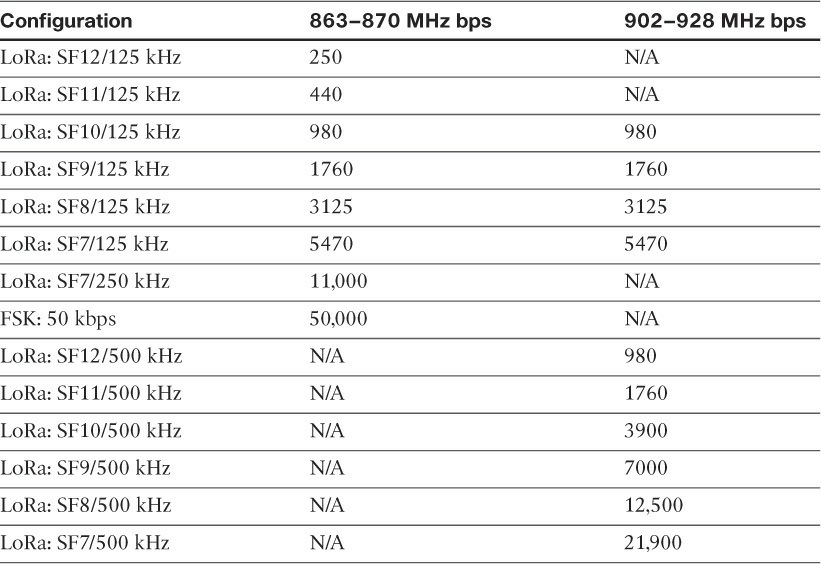 Configuration 863–870 MHz bps 902–928 MHz bps
LoRa: SF12/125 kHz 250 N/A
LoRa: SF11/125 kHz 440 N/A
LoRa: SF10/125 kHz 980 980
LoRa: SF9/125 kHz 1760 1760
LoRa: SF8/125 kHz 3125 3125
LoRa: SF7/125 kHz 5470 5470
LoRa: SF7/250 kHz 11,000 N/A
FSK: 50 kbps 50,000 N/A
LoRa: SF12/500 kHz N/A 980
LoRa: SF11/500 kHz N/A 1760
LoRa: SF10/500 kHz N/A 3900
LoRa: SF9/500 kHz N/A 7000
LoRa: SF8/500 kHz N/A 12,500
LoRa: SF7/500 kHz N/A 21,900